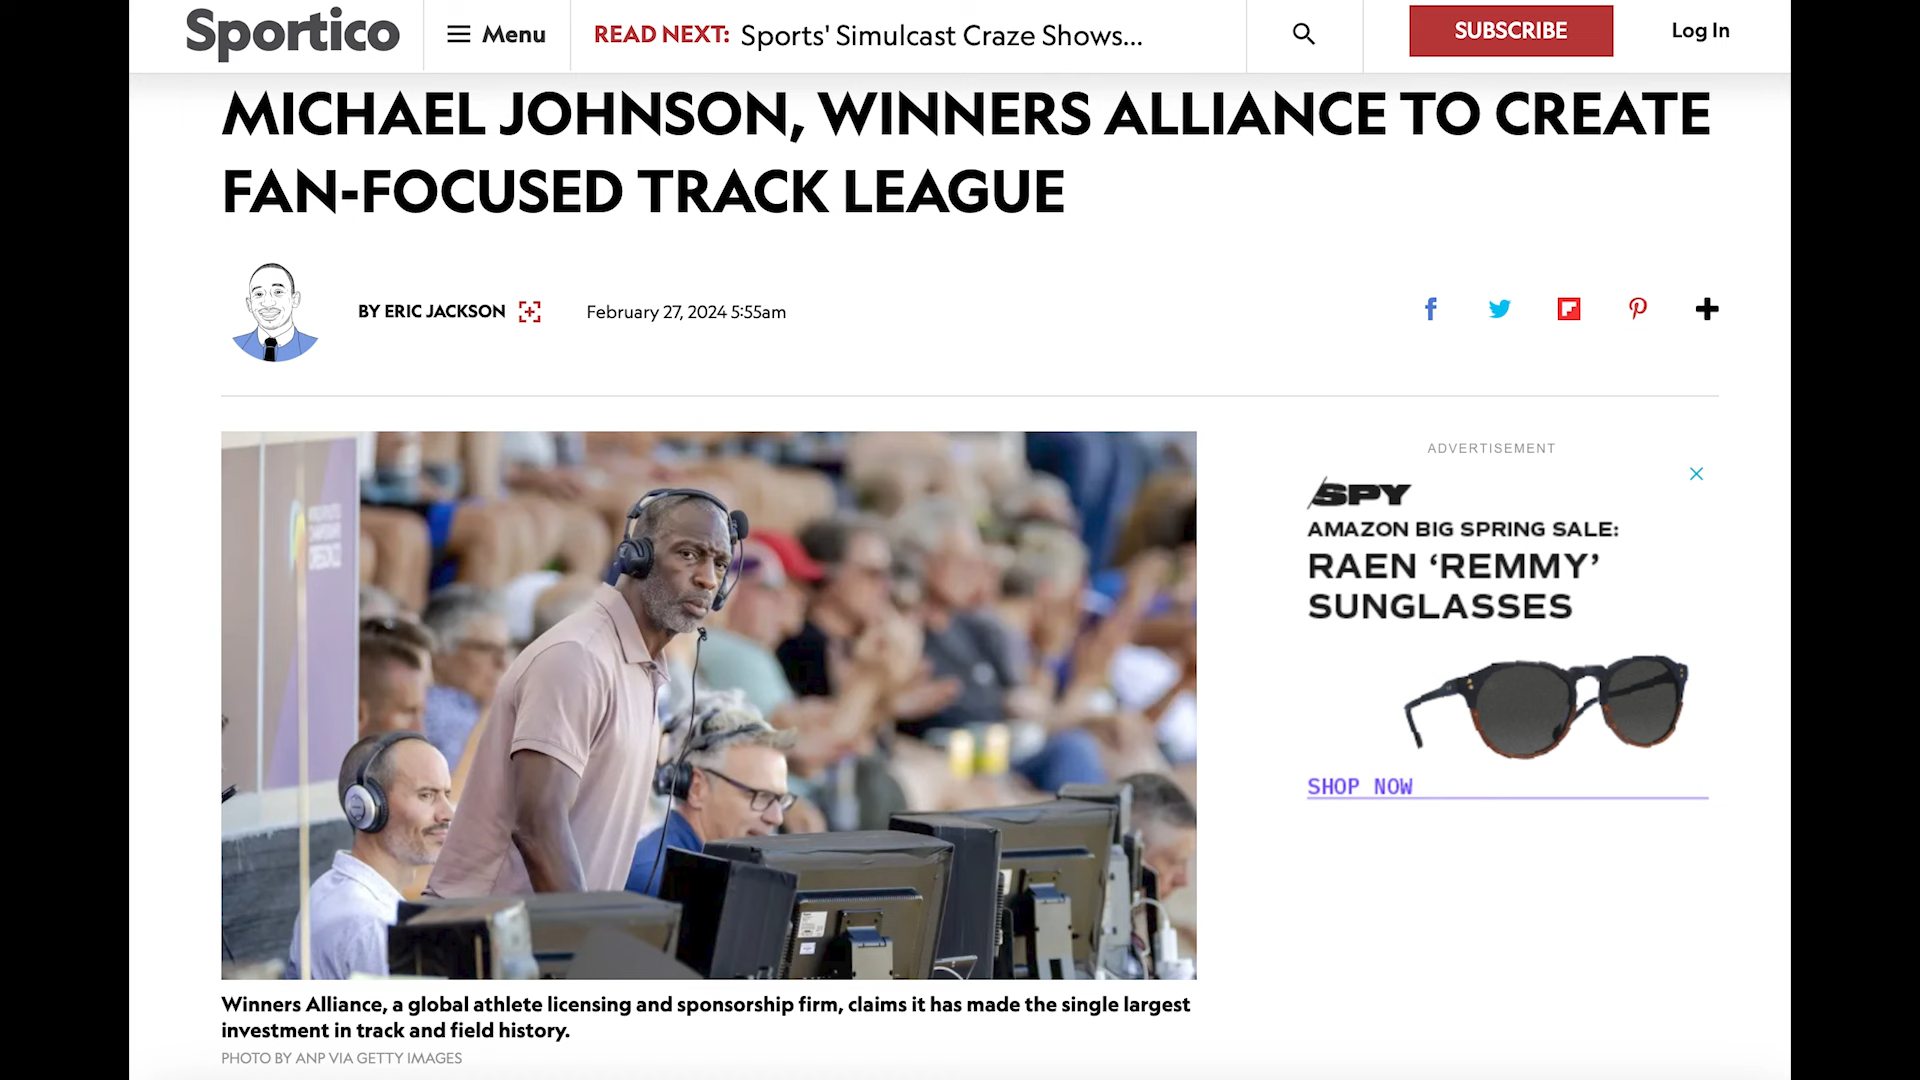 Sportico
Menu
READ NEXT: Sports' Simulcast Craze Shows...
SUBSCRIBE
Log In
MICHAEL JOHNSON, WINNERS ALLIANCE TO CREATE
FAN-FOCUSED TRACK LEAGUE
BY ERIC JACKSON
February 27, 2024 5:55am
ADVERTISEMENT
SPY
AMAZON BIG SPRING SALE:
RAEN ‘REMMY’
SUNGLASSES
SHOP NOW
Winners Alliance, a global athlete licensing and sponsorship firm, claims it has made the single largest
investment in track and field history.
PHOTO BY ANP VIA GETTY IMAGES